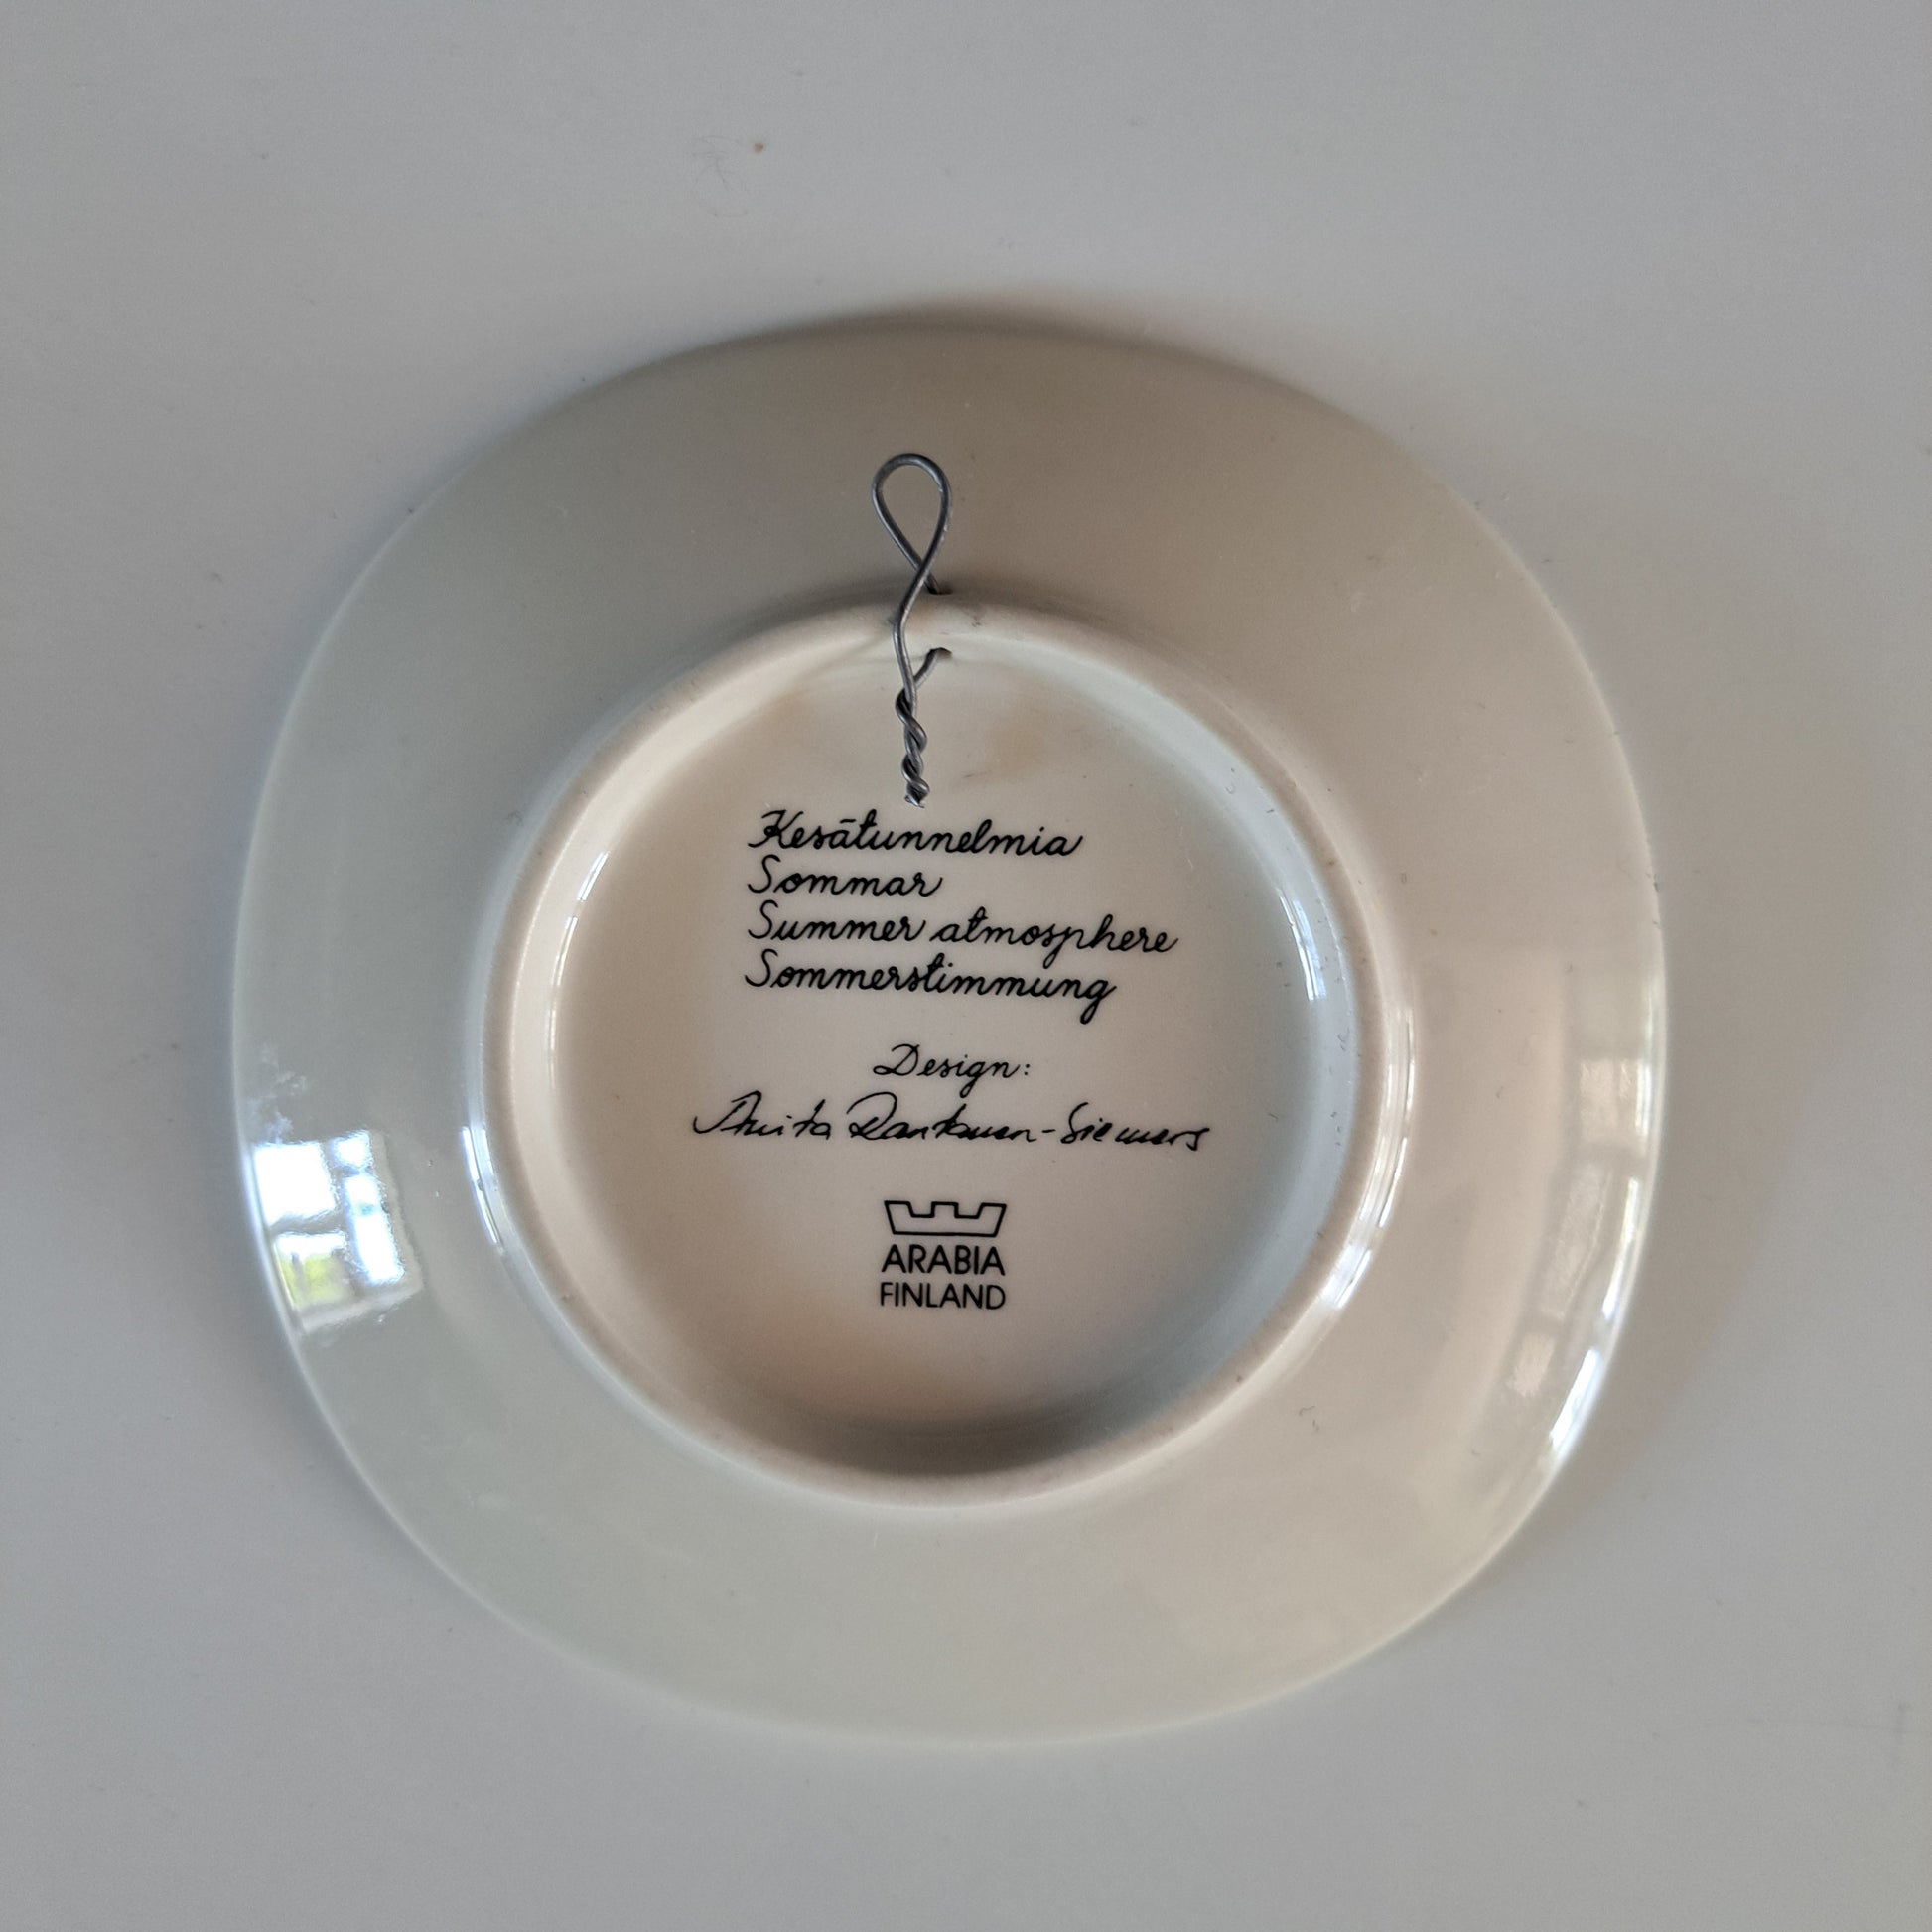 Kesätunnelmia
Sommar
Summer atmosphere
Sommerstimmung
Design:
Anita Rantanen-Siemers
ARABIA
FINLAND